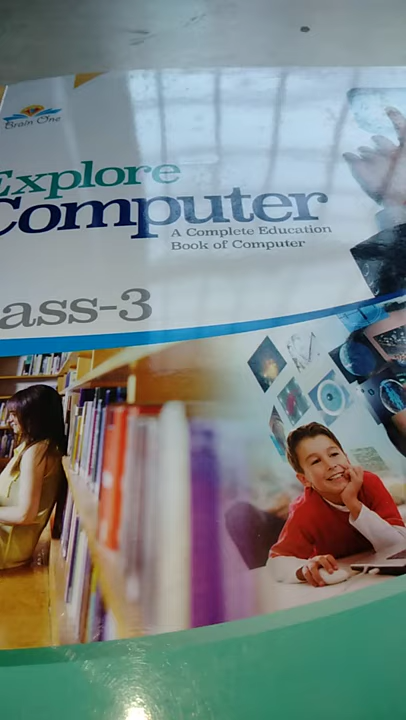 Brain One
Explore
Computer
A Complete Education
Book of Computer
ass-3